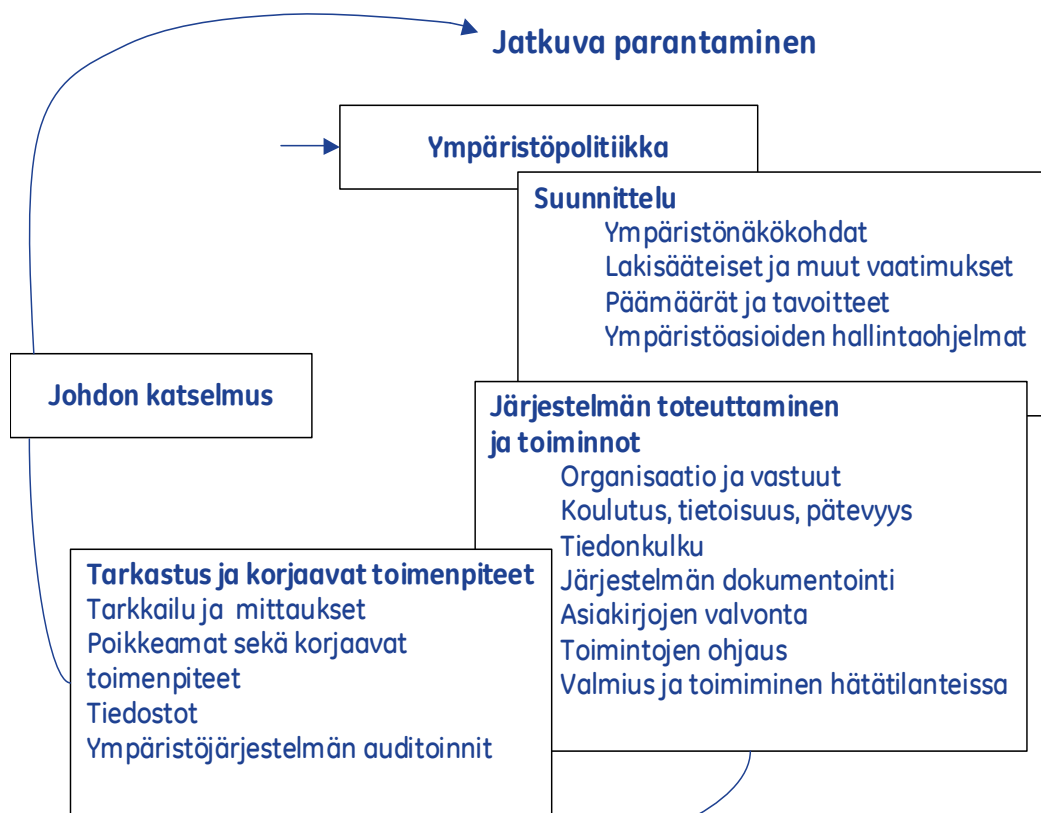 Jatkuva parantaminen
Ympäristöpolitiikka
Suunnittelu
Ympäristönäkökohdat
Lakisääteiset ja muut vaatimukset
Päämäärät ja tavoitteet
Ympäristöasioiden hallintaohjelmat
Järjestelmän toteuttaminen
ja toiminnot
Organisaatio ja vastuut
Koulutus, tietoisuus, pätevyys
Tiedonkulku
Järjestelmän dokumentointi
Asiakirjojen valvonta
Toimintojen ohjaus
Valmius ja toimiminen hätätilanteissa
Tarkastus ja korjaavat toimenpiteet
Tarkkailu ja mittaukset
Poikkeamat sekä korjaavat
toimenpiteet
Tiedostot
Ympäristöjärjestelmän auditoinnit
Johdon katselmus